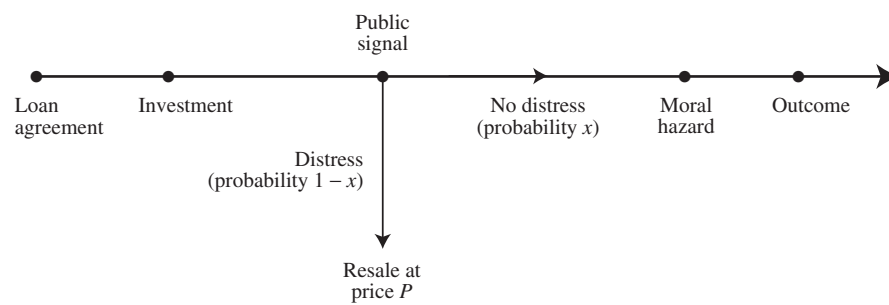 Public
signal
Loan
agreement
Investment
No distress
(probability x)
Moral
hazard
Outcome
Distress
(probability 1 – x)
Resale at
price P